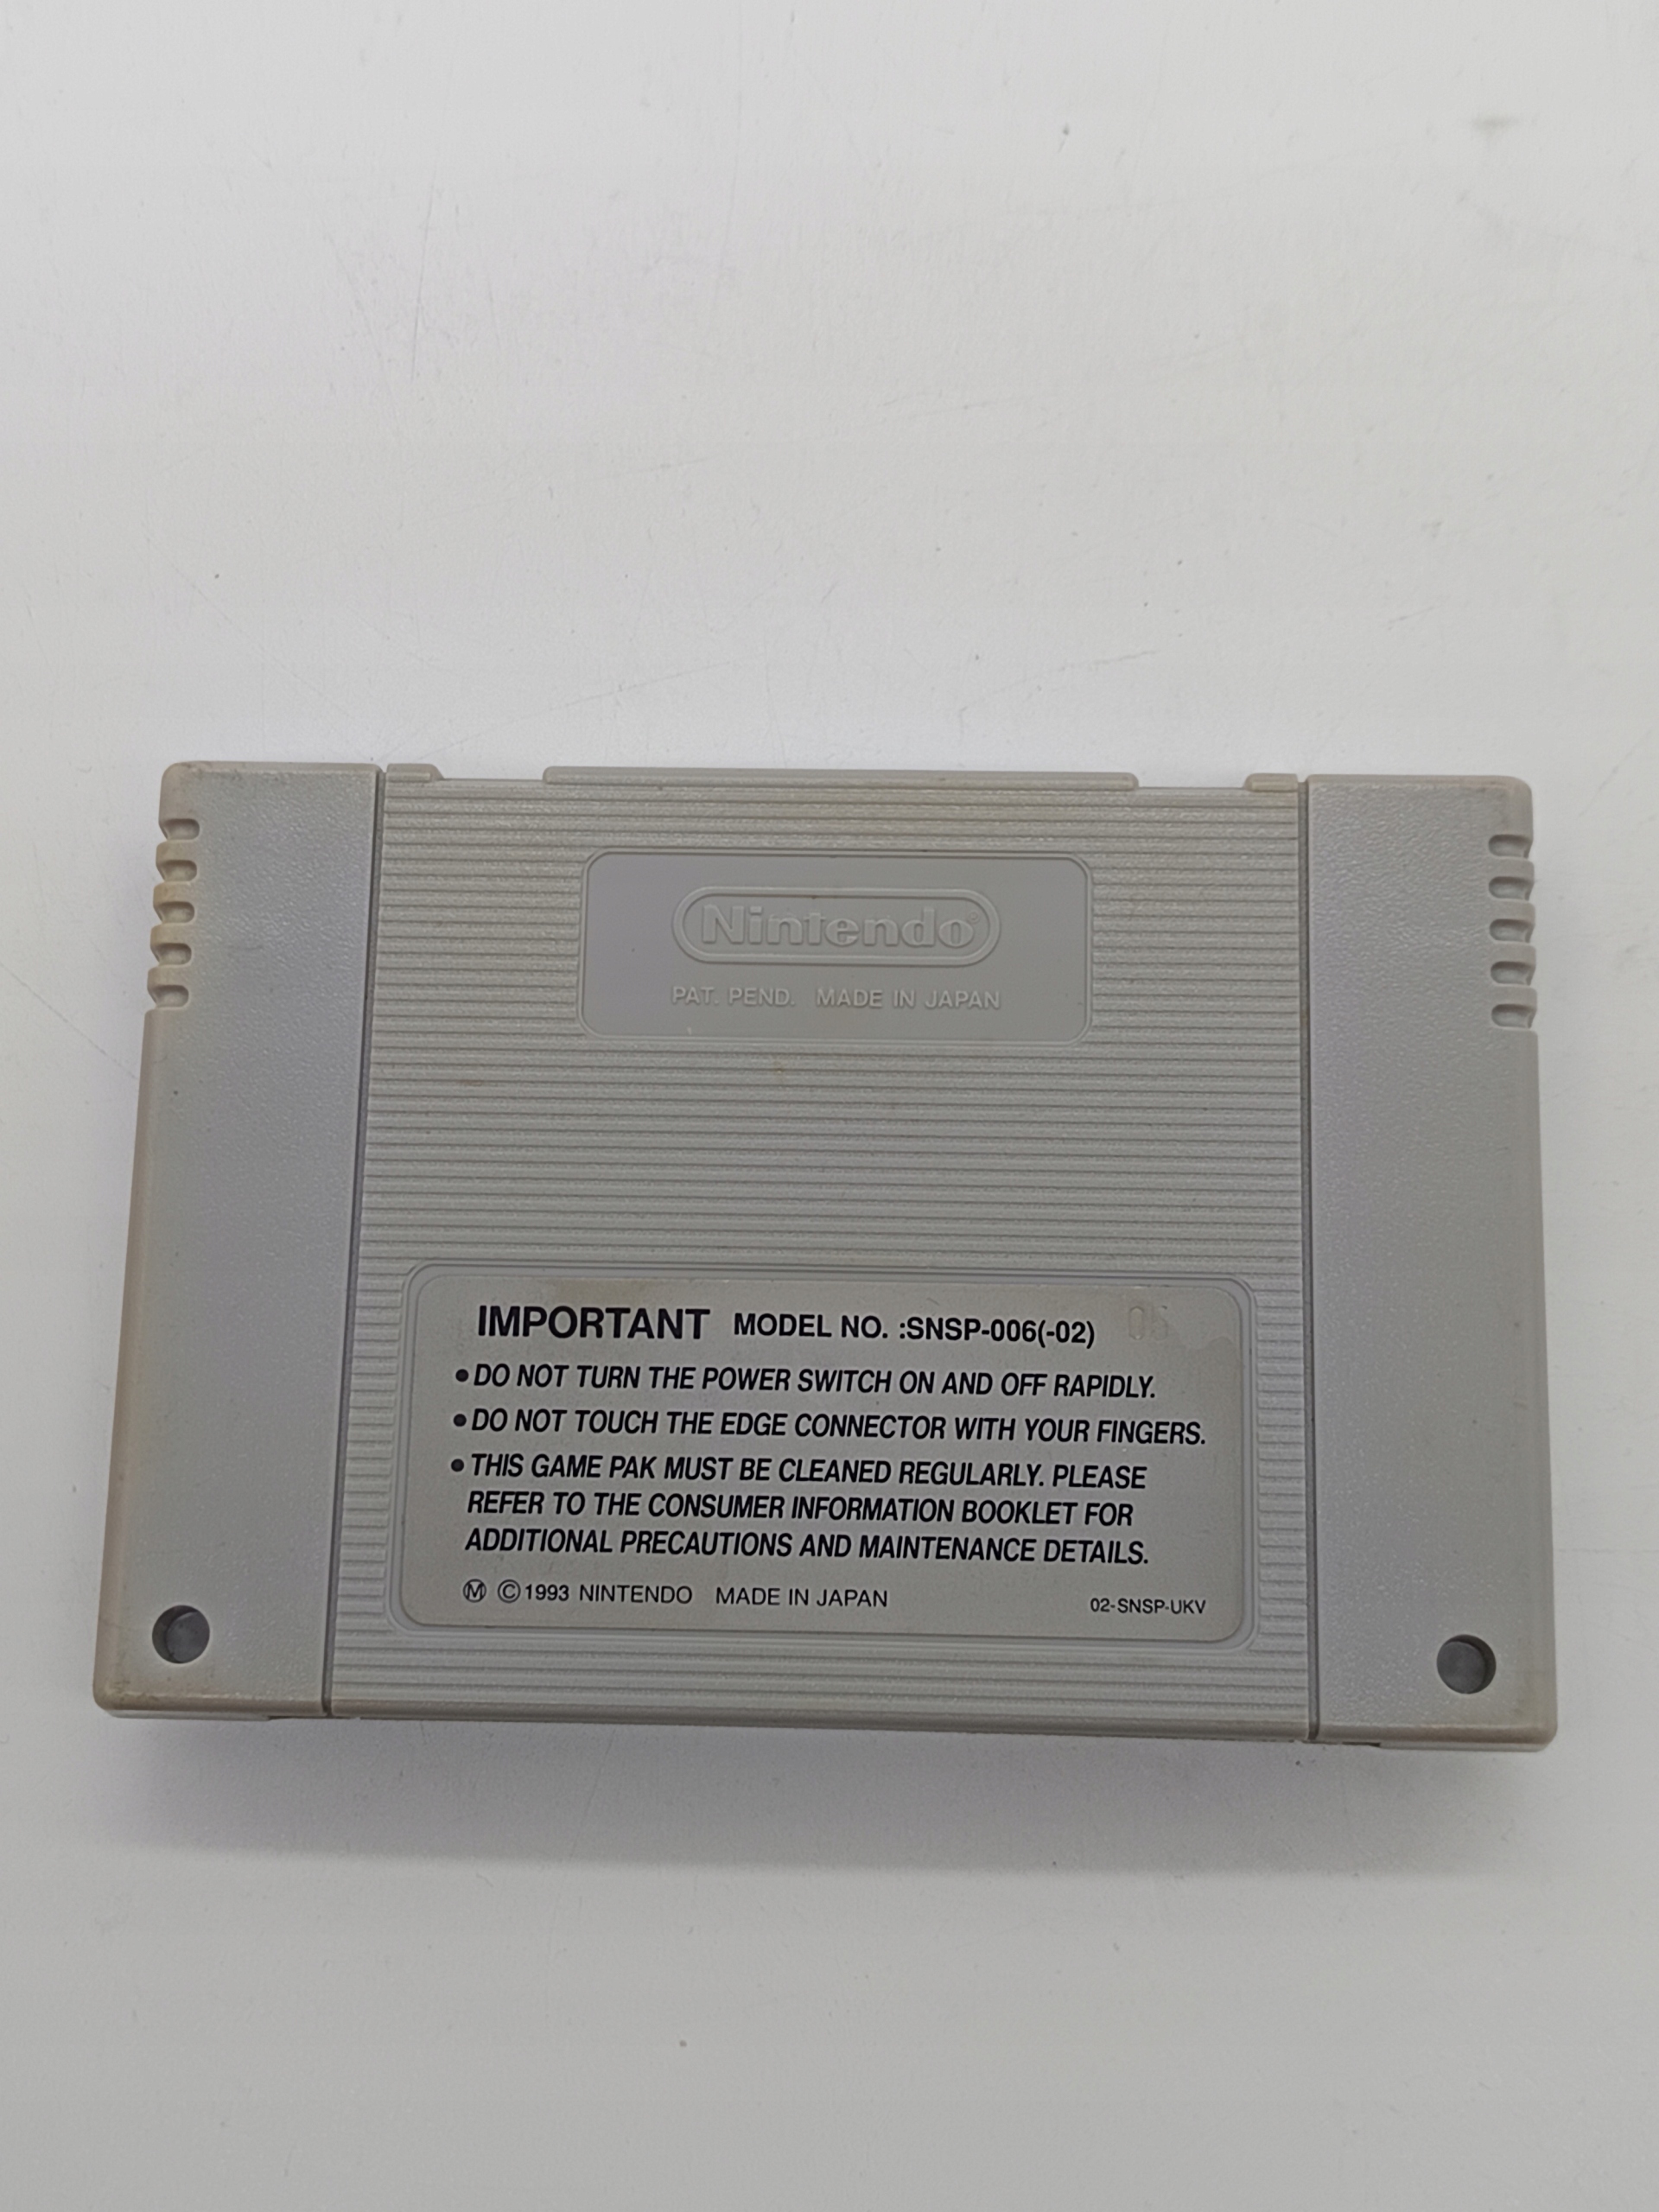 Nintendo®
PAT. PEND. MADE IN JAPAN
IMPORTANT MODEL NO. :SNSP-006(-02)
•DO NOT TURN THE POWER SWITCH ON AND OFF RAPIDLY.
•DO NOT TOUCH THE EDGE CONNECTOR WITH YOUR FINGERS.
•THIS GAME PAK MUST BE CLEANED REGULARLY. PLEASE
REFER TO THE CONSUMER INFORMATION BOOKLET FOR
ADDITIONAL PRECAUTIONS AND MAINTENANCE DETAILS.
Ⓜ ©1993 NINTENDO MADE IN JAPAN 02-SNSP-UKV